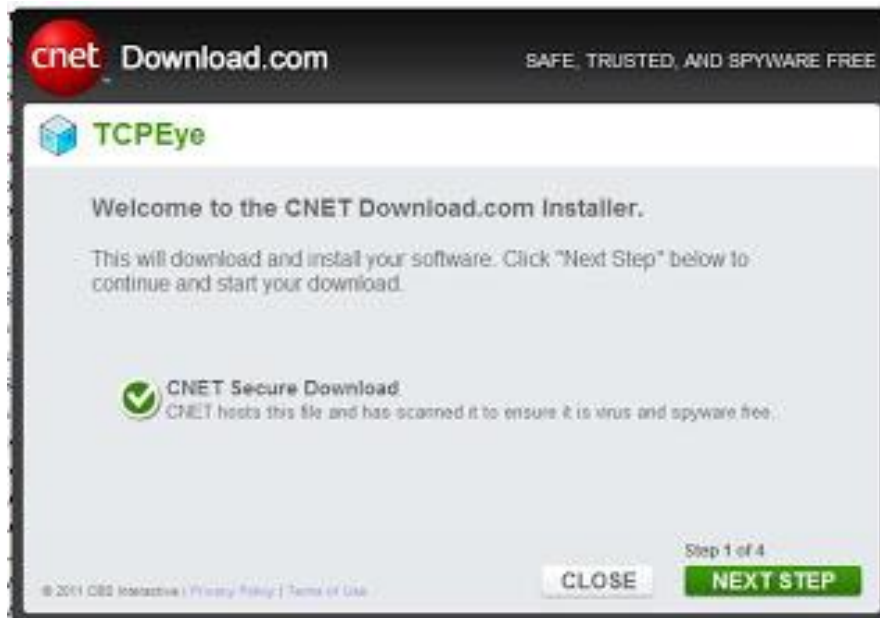 cnet Download.com
SAFE, TRUSTED, AND SPYWARE FREE
TCPEye
Welcome to the CNET Download.com Installer.
This will download and install your software. Click "Next Step" below to
continue and start your download.
CNET Secure Download
CNET hosts this file and has scanned it to ensure it is virus and spyware free.
Step 1 of 4
© 2011 CBS Interactive | Privacy Policy | Terms of Use
CLOSE
NEXT STEP